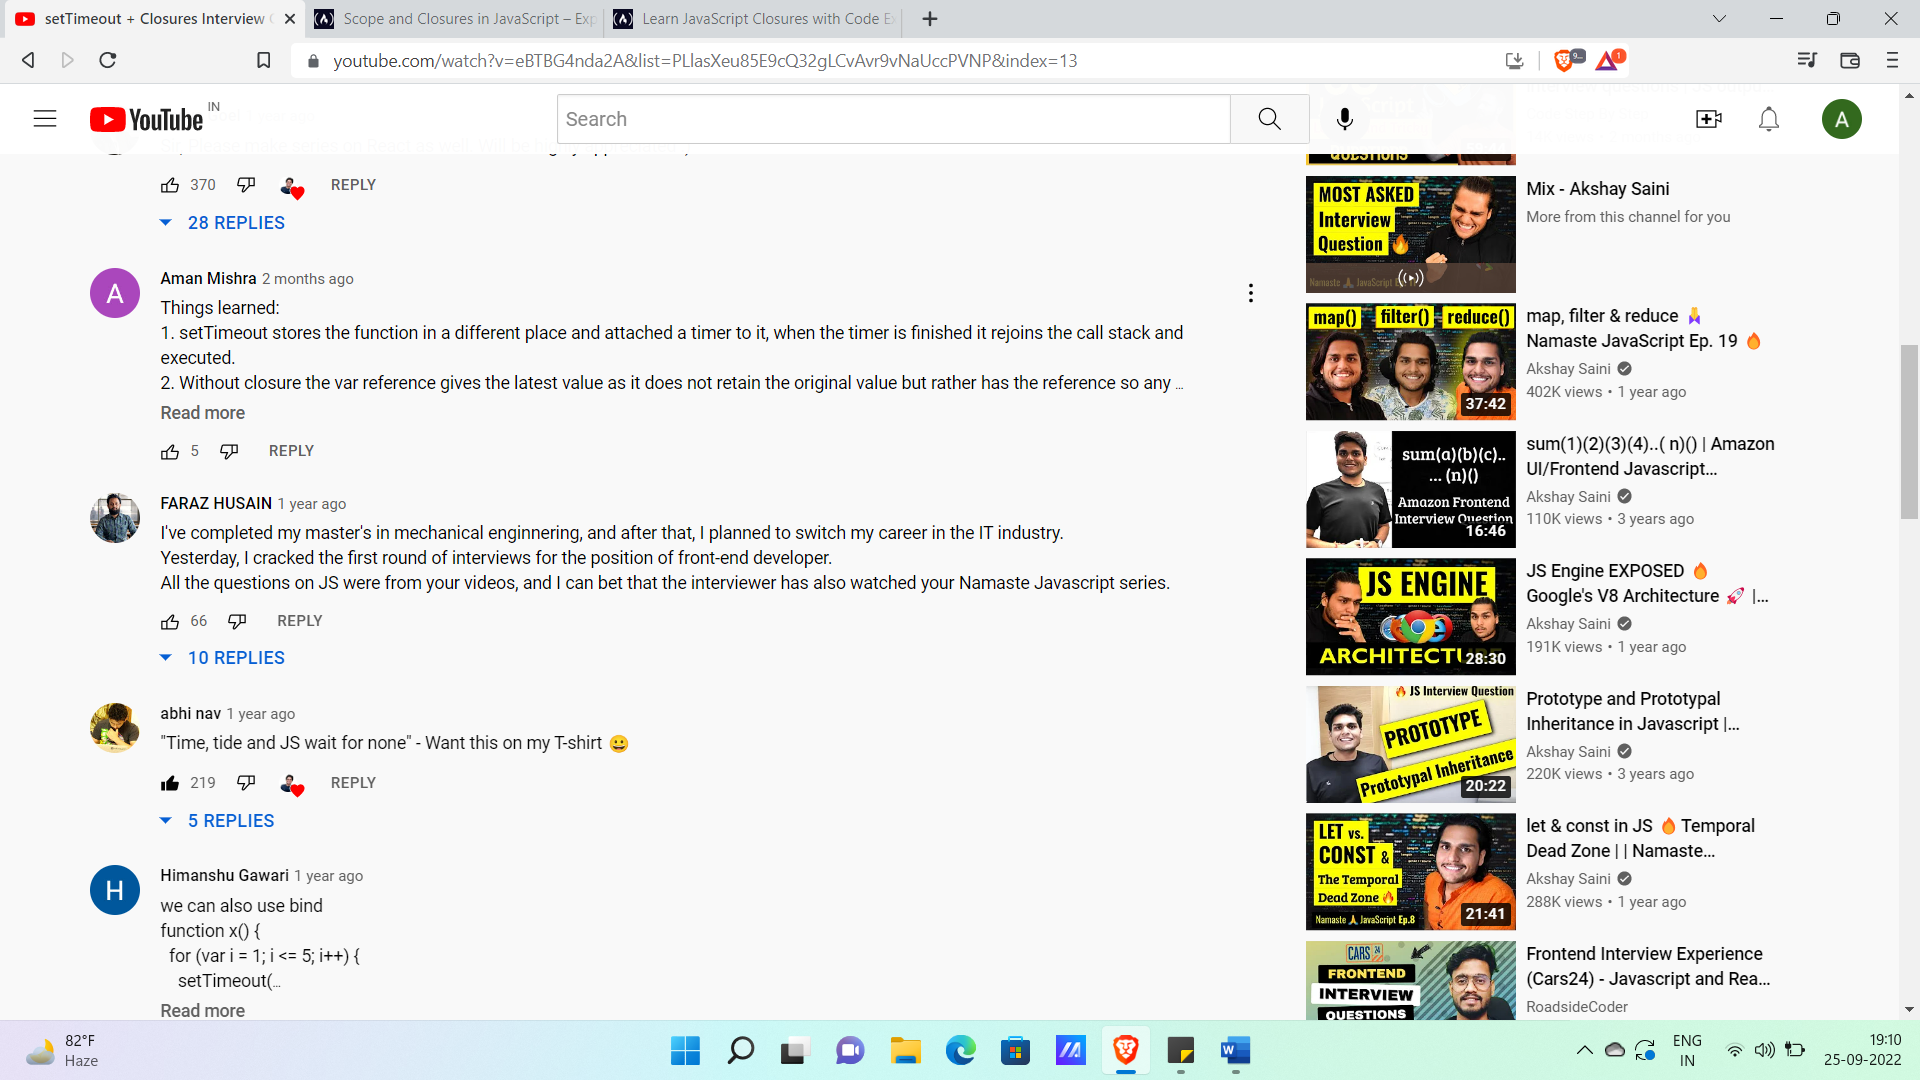 setTimeout + Closures Interview
Scope and Closures in JavaScript – Exp
Learn JavaScript Closures with Code E
youtube.com/watch?v=eBTBG4nda2A&list=PLlasXeu85E9cQ32gLCvAvr9vNaUccPVNP&index=13
9...
1
YouTube IN
Search
A
370 REPLY
28 REPLIES
A
Aman Mishra 2 months ago
Things learned:
1. setTimeout stores the function in a different place and attached a timer to it, when the timer is finished it rejoins the call stack and
executed.
2. Without closure the var reference gives the latest value as it does not retain the original value but rather has the reference so any ...
Read more
5 REPLY
FARAZ HUSAIN 1 year ago
I've completed my master's in mechanical enginnering, and after that, I planned to switch my career in the IT industry.
Yesterday, I cracked the first round of interviews for the position of front-end developer.
All the questions on JS were from your videos, and I can bet that the interviewer has also watched your Namaste Javascript series.
66 REPLY
10 REPLIES
abhi nav 1 year ago
"Time, tide and JS wait for none" - Want this on my T-shirt 😀
219 REPLY
5 REPLIES
H
Himanshu Gawari 1 year ago
we can also use bind
function x() {
for (var i = 1; i <= 5; i++) {
setTimeout(...
Read more
QUESTIONS
MOST ASKED
Interview
Question 🔥
Namaste 🙏 JavaScript Ep.
Mix - Akshay Saini
More from this channel for you
map() filter() reduce()
37:42
map, filter & reduce 🙏
Namaste JavaScript Ep. 19 🔥
Akshay Saini
402K views • 1 year ago
sum(a)(b)(c)..
... (n)()
Amazon Frontend
Interview Question
16:46
sum(1)(2)(3)(4)..( n)() | Amazon
UI/Frontend Javascript...
Akshay Saini
110K views • 3 years ago
JS ENGINE
ARCHITECTU
28:30
JS Engine EXPOSED 🔥
Google's V8 Architecture 🚀 |...
Akshay Saini
191K views • 1 year ago
🔥 JS Interview Question
PROTOTYPE
Prototypal Inheritance
20:22
Prototype and Prototypal
Inheritance in Javascript |...
Akshay Saini
220K views • 3 years ago
LET vs.
CONST &
The Temporal
Dead Zone 🔥
Namaste 🙏 JavaScript Ep.8
21:41
let & const in JS 🔥 Temporal
Dead Zone | | Namaste...
Akshay Saini
288K views • 1 year ago
CARS 24
FRONTEND
INTERVIEW
QUESTIONS
Frontend Interview Experience
(Cars24) - Javascript and Rea...
RoadsideCoder
82°F
Haze
ENG
IN
19:10
25-09-2022